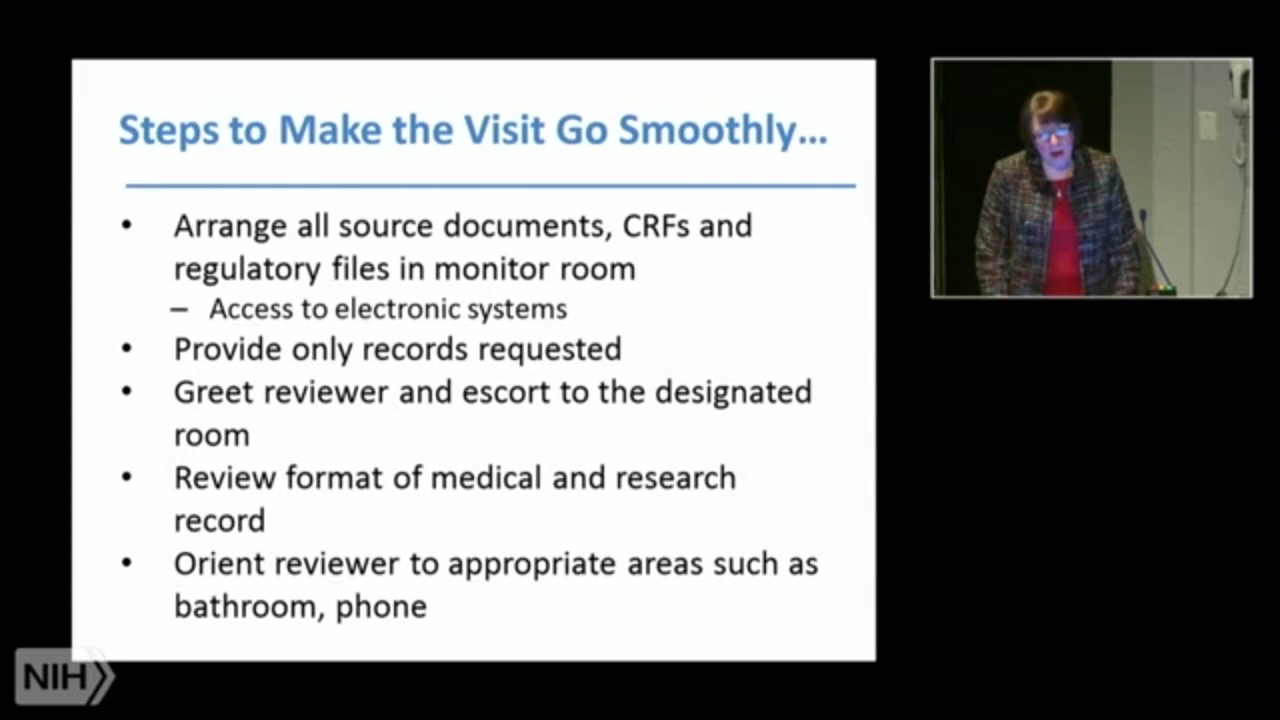 Steps to Make the Visit Go Smoothly...
• Arrange all source documents, CRFs and
regulatory files in monitor room
– Access to electronic systems
• Provide only records requested
• Greet reviewer and escort to the designated
room
• Review format of medical and research
record
• Orient reviewer to appropriate areas such as
bathroom, phone
NIH